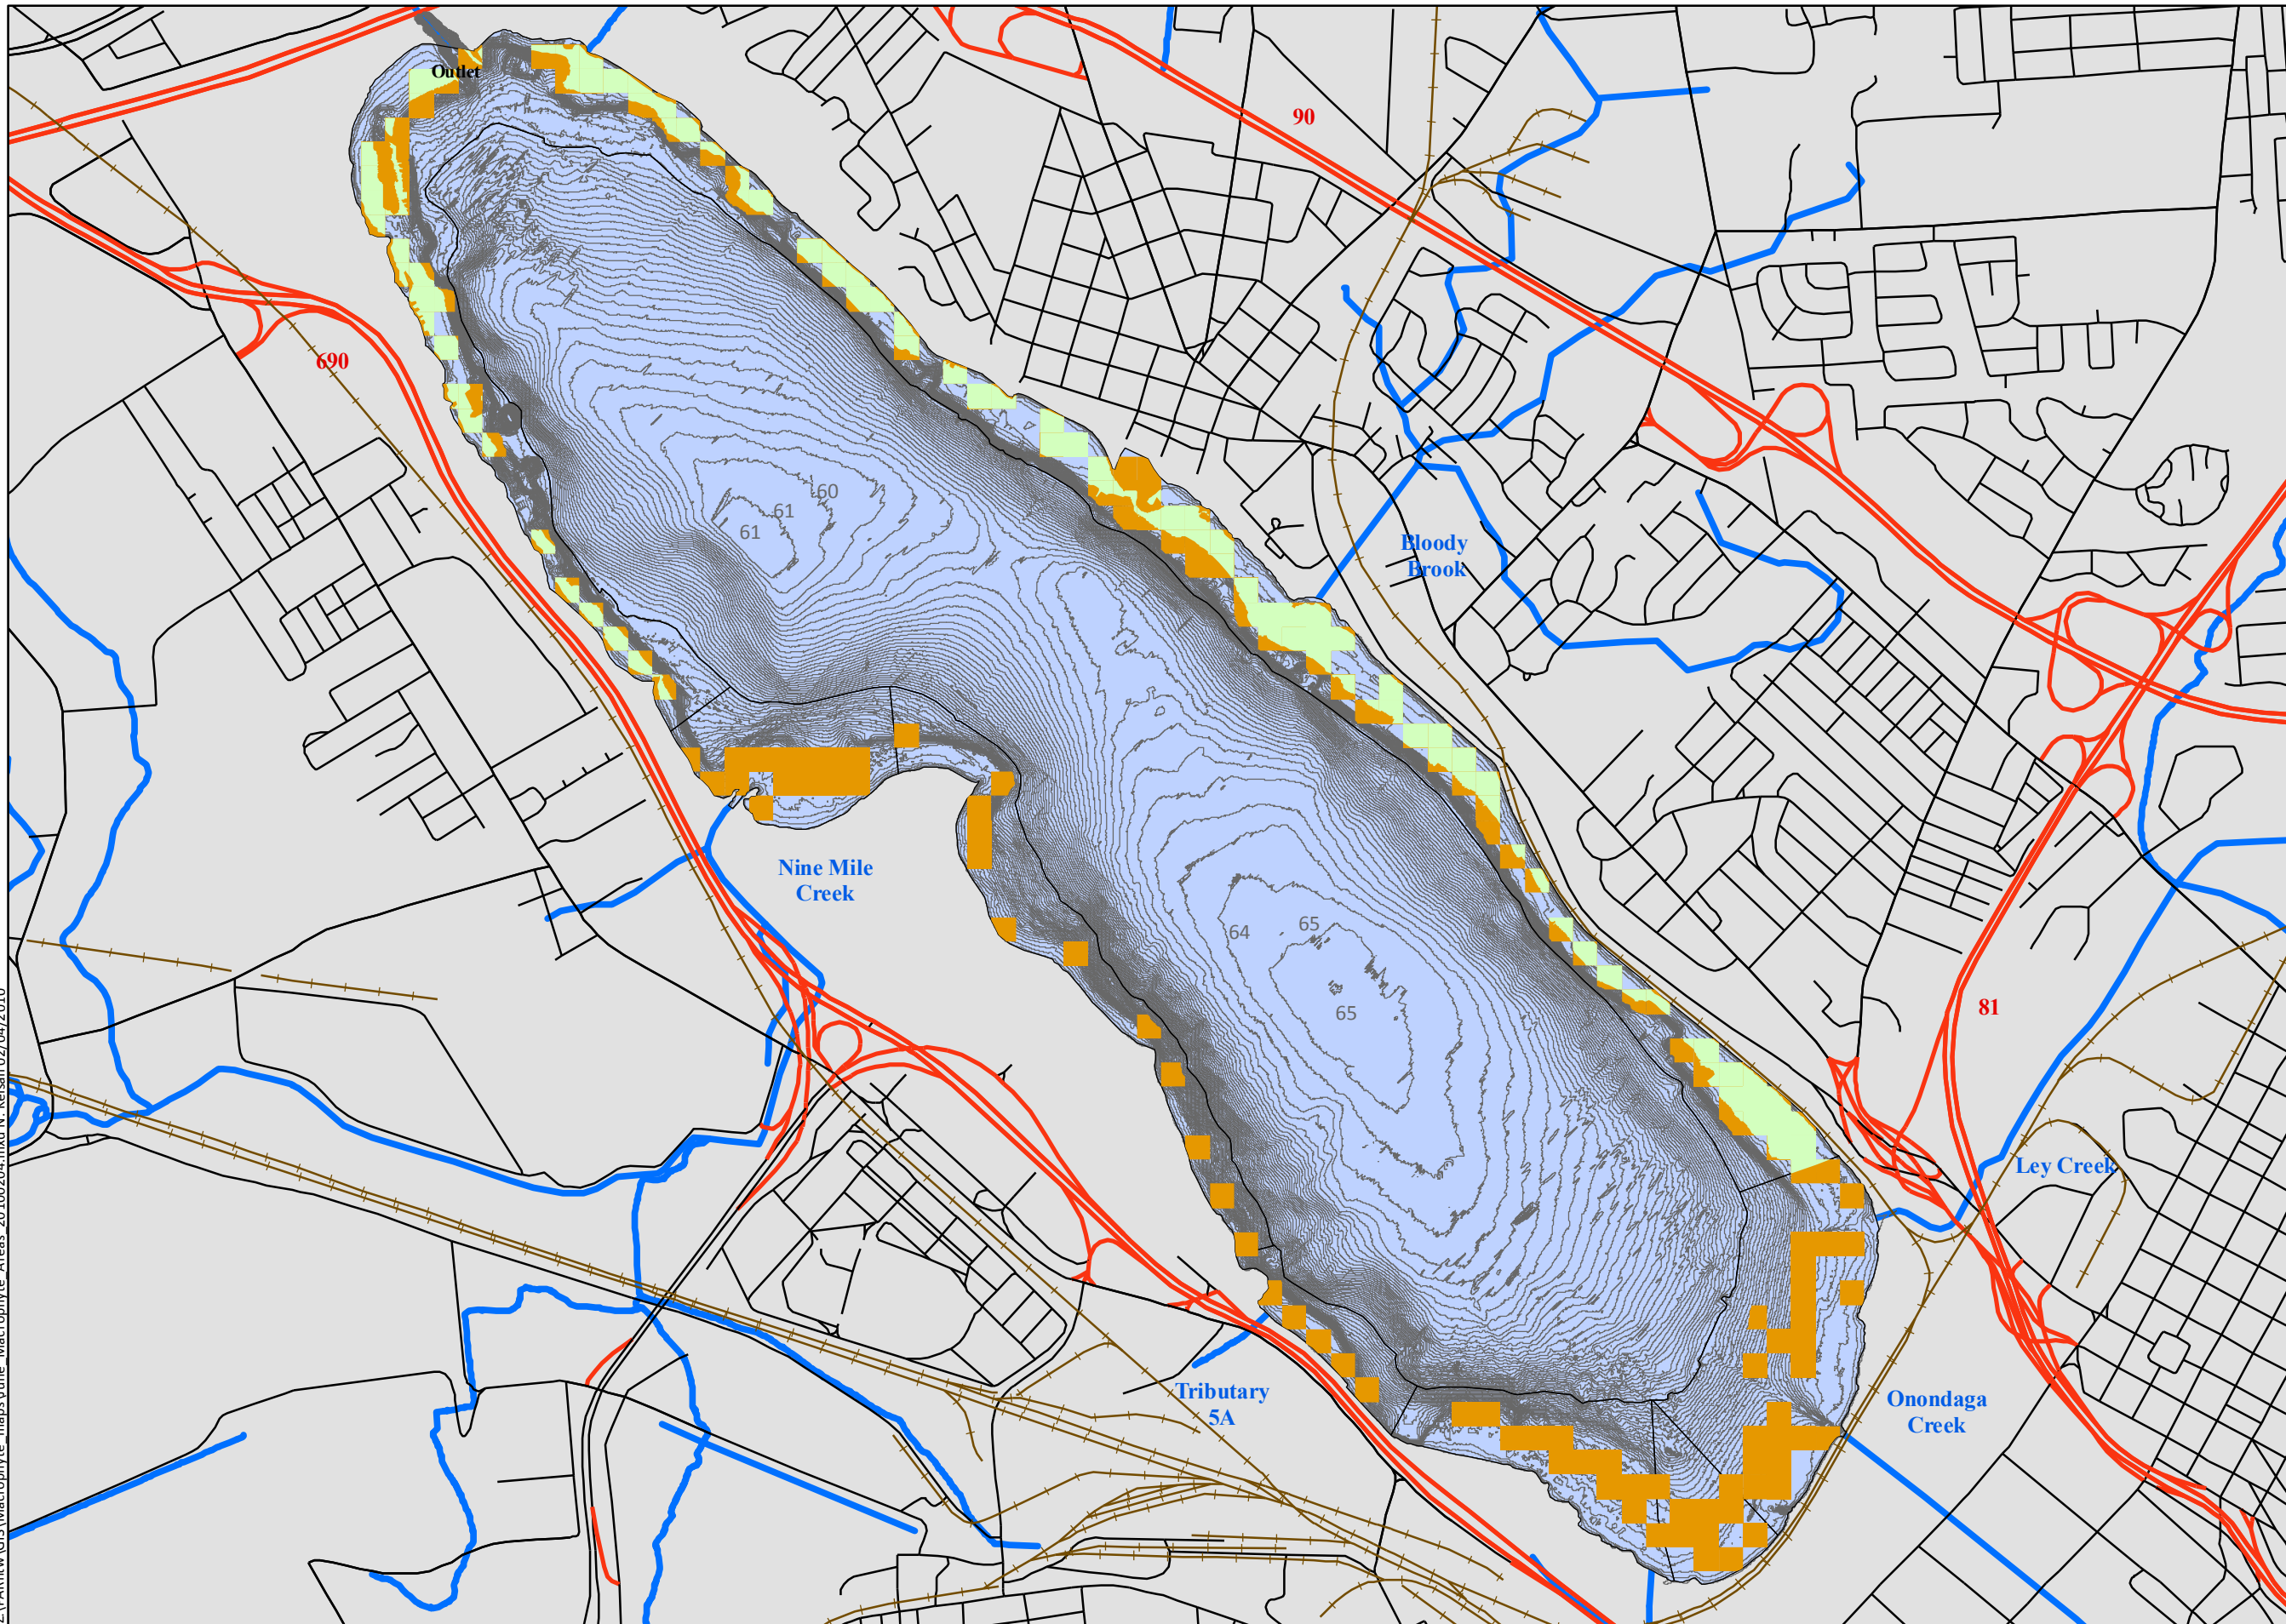 Outlet
90
690
60
61
61
Bloody
Brook
Nine Mile
Creek
65
64
65
81
Ley Creek
Tributary
5A
Onondaga
Creek